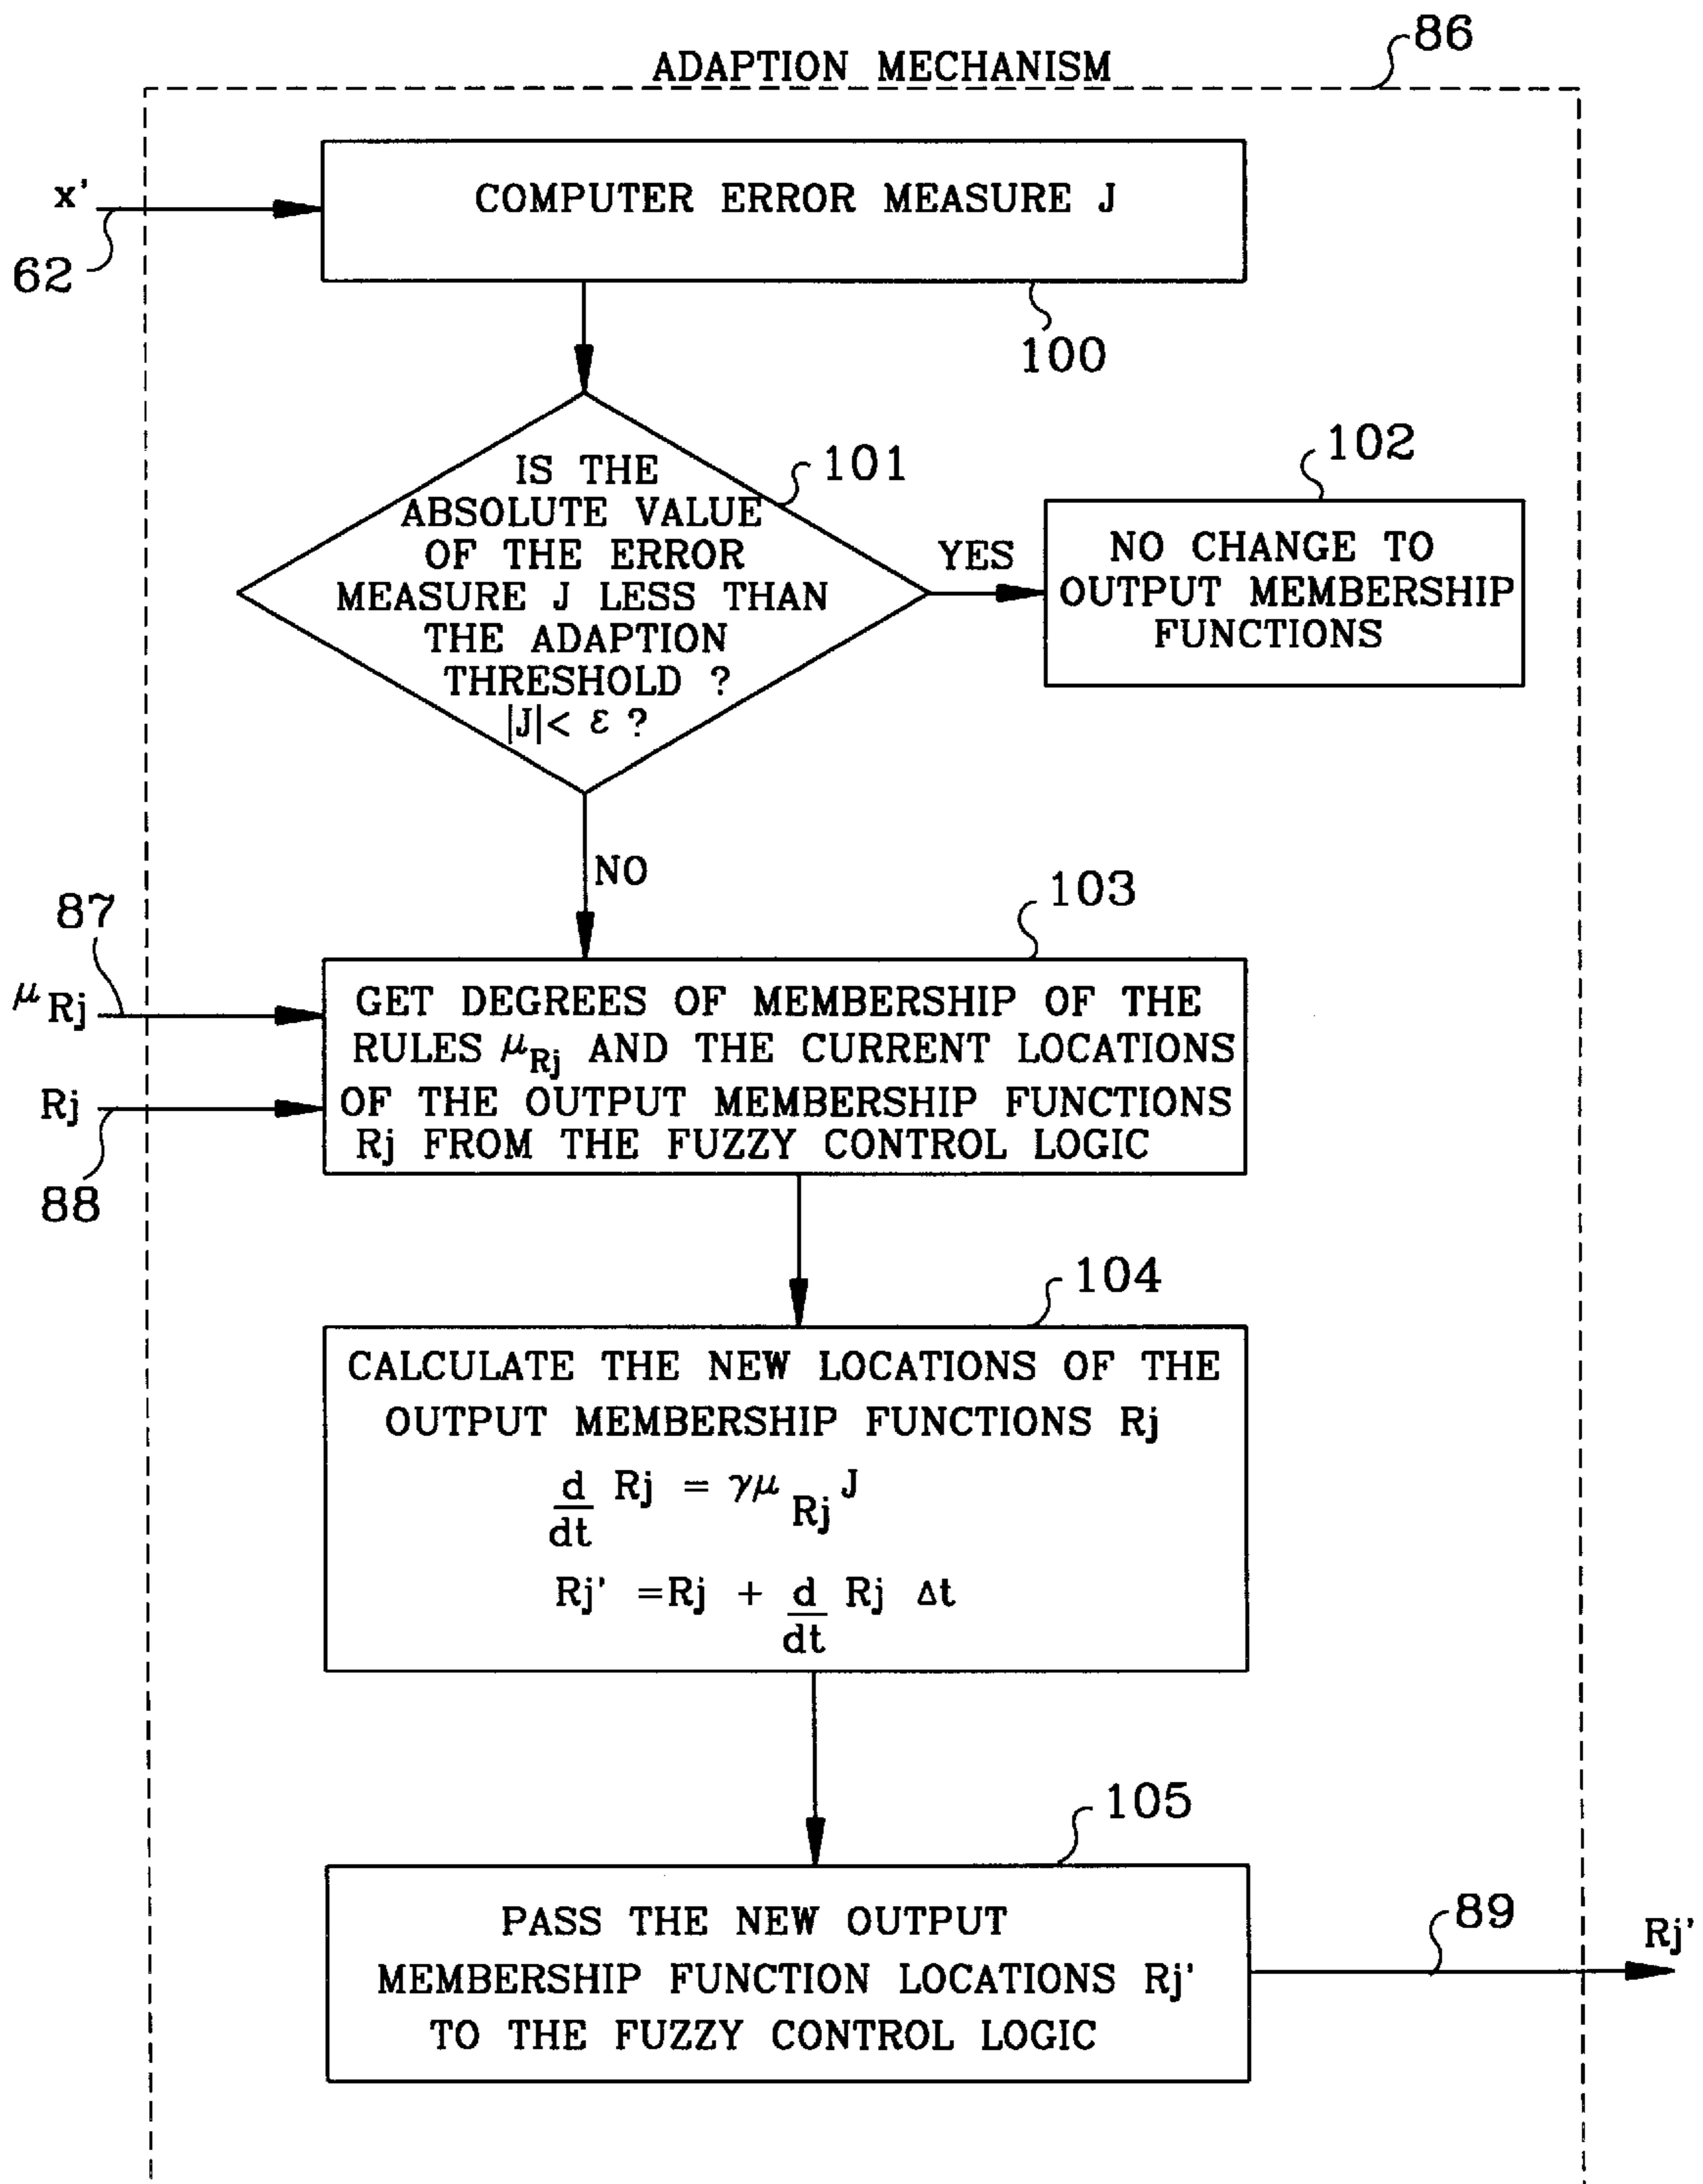 86
ADAPTION MECHANISM
x'
62
COMPUTER ERROR MEASURE J
100
IS THE
ABSOLUTE VALUE
OF THE ERROR
MEASURE J LESS THAN
THE ADAPTION
THRESHOLD ?
|J|< ε ?
101
YES
102
NO CHANGE TO
OUTPUT MEMBERSHIP
FUNCTIONS
NO
87
μ Rj
Rj
88
103
GET DEGREES OF MEMBERSHIP OF THE
RULES μRj AND THE CURRENT LOCATIONS
OF THE OUTPUT MEMBERSHIP FUNCTIONS
Rj FROM THE FUZZY CONTROL LOGIC
104
CALCULATE THE NEW LOCATIONS OF THE
OUTPUT MEMBERSHIP FUNCTIONS Rj
d/dt Rj = γμ Rj J
Rj' =Rj + d/dt Rj Δt
105
PASS THE NEW OUTPUT
MEMBERSHIP FUNCTION LOCATIONS Rj'
TO THE FUZZY CONTROL LOGIC
89
Rj'